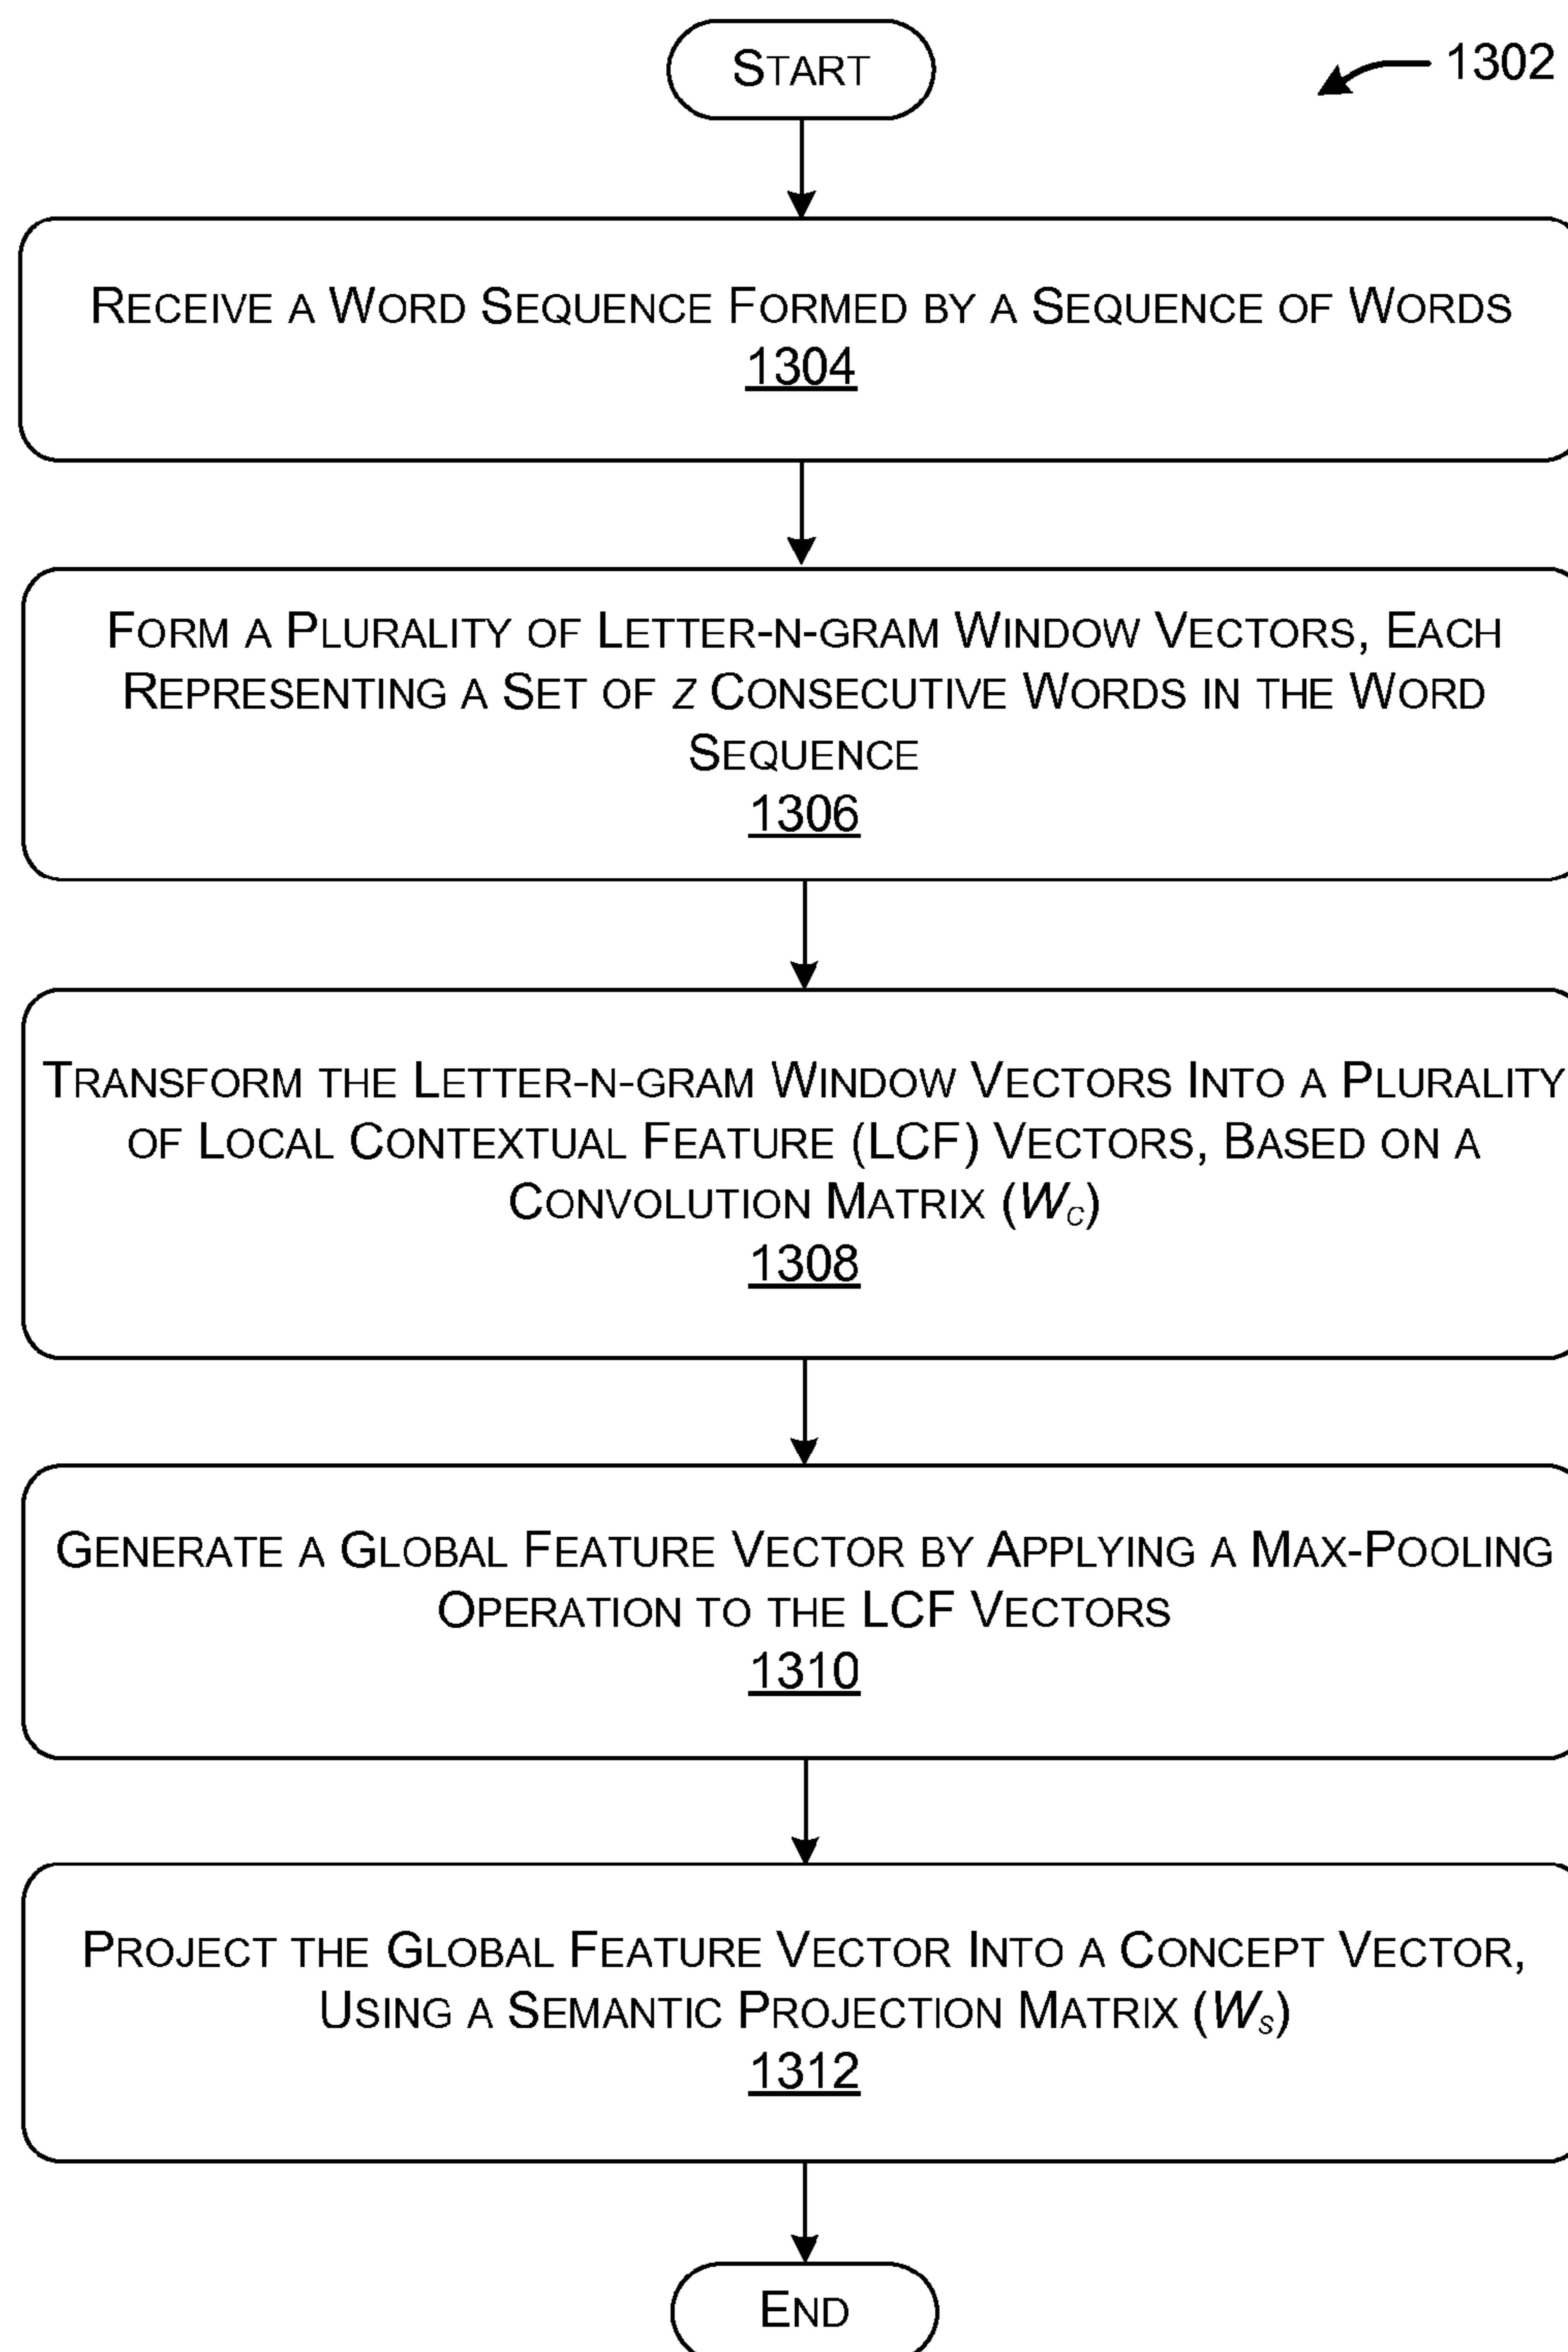 START
1302
RECEIVE A WORD SEQUENCE FORMED BY A SEQUENCE OF WORDS
1304
FORM A PLURALITY OF LETTER-N-GRAM WINDOW VECTORS, EACH
REPRESENTING A SET OF z CONSECUTIVE WORDS IN THE WORD
SEQUENCE
1306
TRANSFORM THE LETTER-N-GRAM WINDOW VECTORS INTO A PLURALITY
OF LOCAL CONTEXTUAL FEATURE (LCF) VECTORS, BASED ON A
CONVOLUTION MATRIX (Wc)
1308
GENERATE A GLOBAL FEATURE VECTOR BY APPLYING A MAX-POOLING
OPERATION TO THE LCF VECTORS
1310
PROJECT THE GLOBAL FEATURE VECTOR INTO A CONCEPT VECTOR,
USING A SEMANTIC PROJECTION MATRIX (Ws)
1312
END